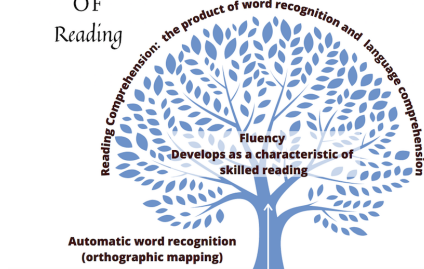 OF
Reading
Reading Comprehension: the product of word recognition and language comprehension
Fluency
Develops as a characteristic of
skilled reading
Automatic word recognition
(orthographic mapping)